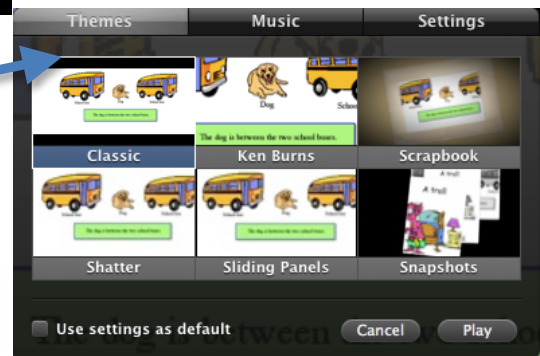 Themes Music Settings
Dog School
The dog is between the two school buses.
Classic Ken Burns Scrapbook
A troll
Shatter Sliding Panels Snapshots
Use settings as default Cancel Play